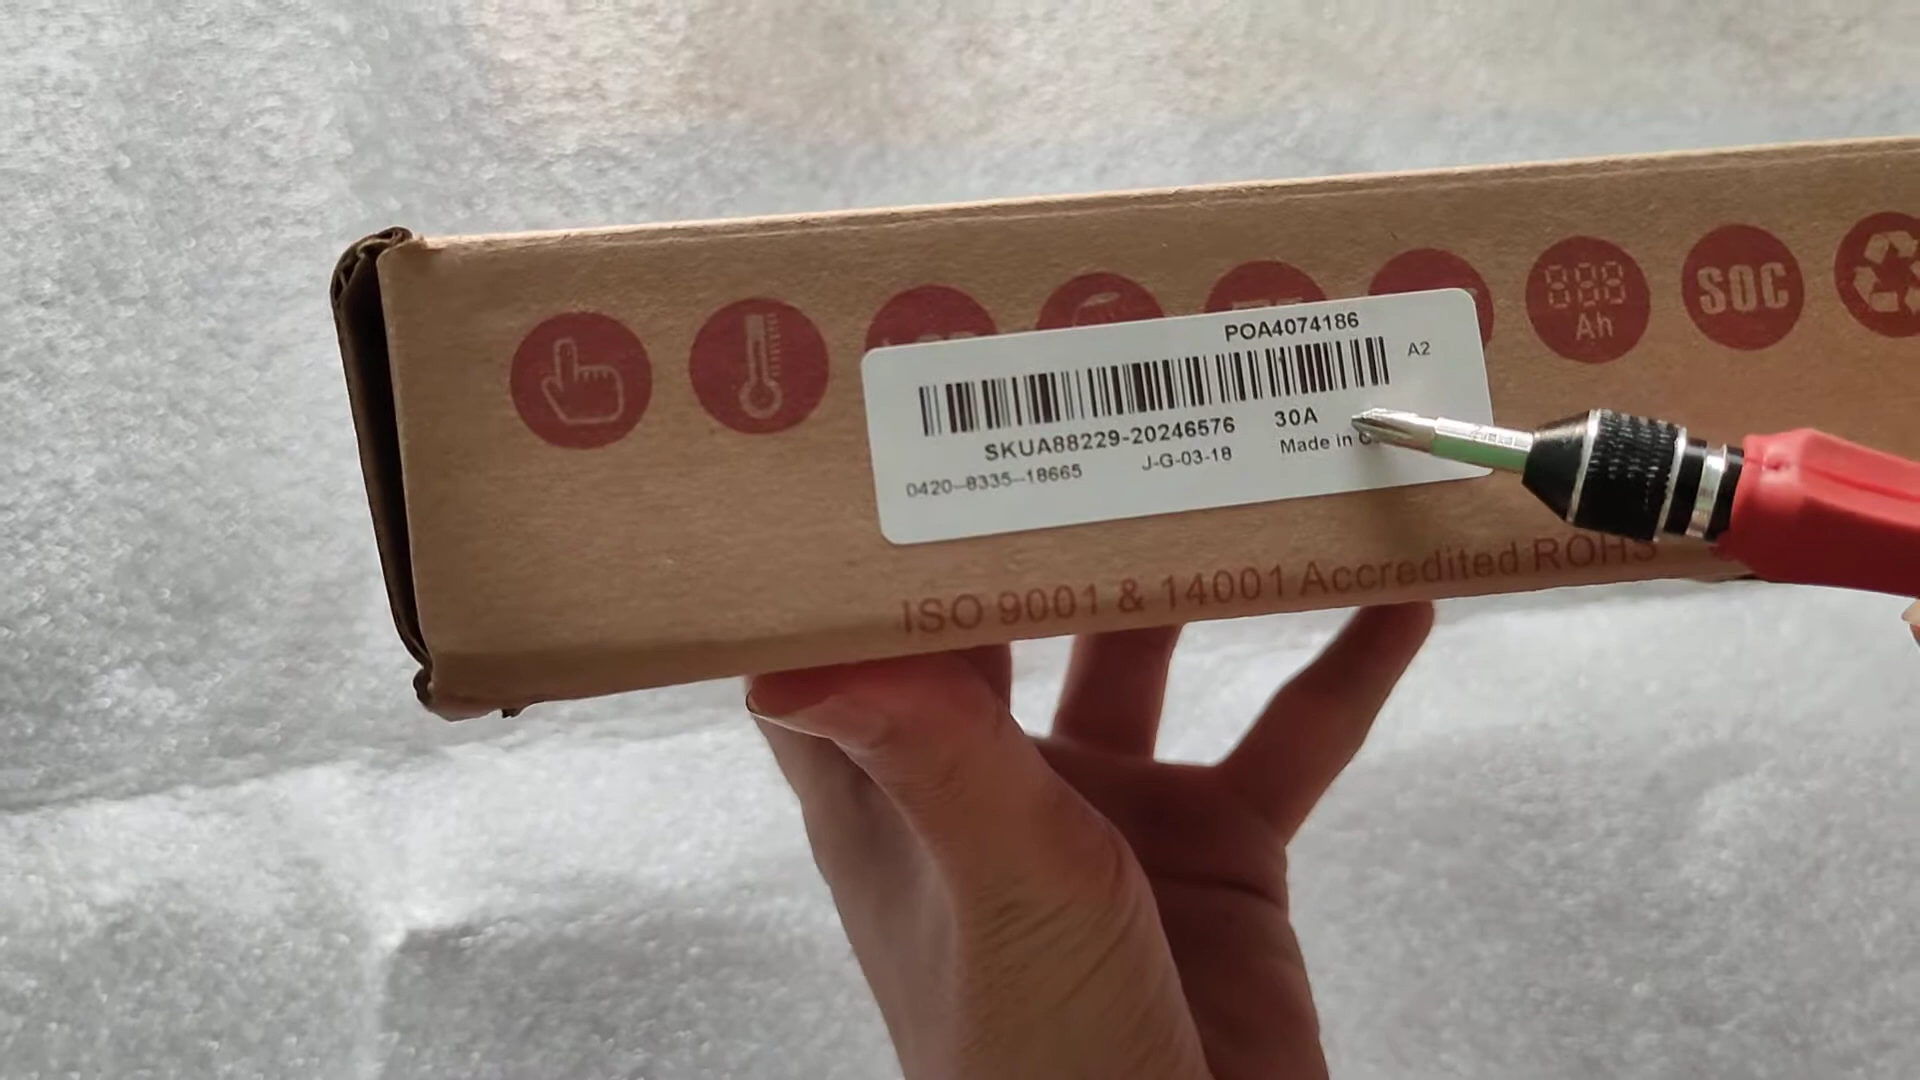 888
Ah
SOC
POA4074186
A2
SKUA88229-20246576 30A
0420--8335--18665 J-G-03-18 Made in
ISO 9001 & 14001 Accredited ROHS